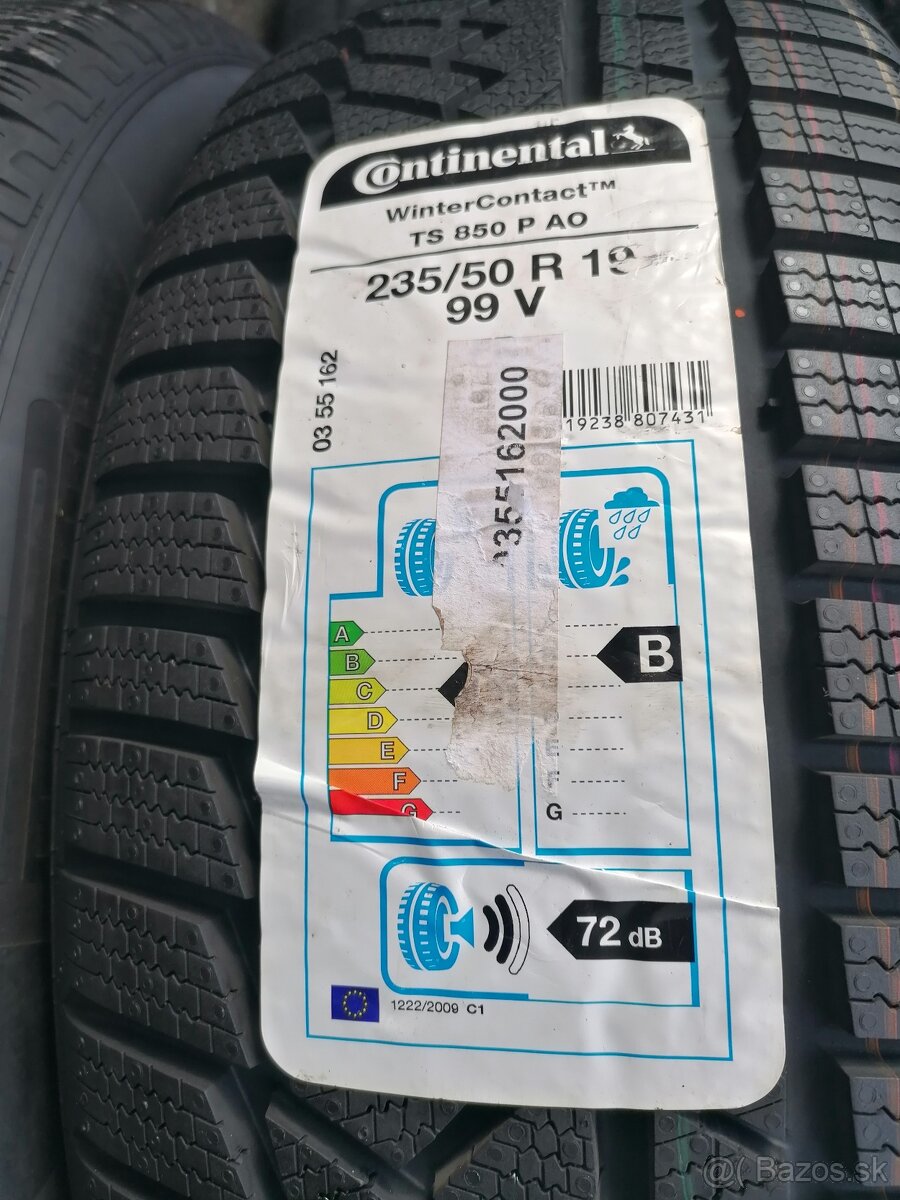 Continental
WinterContact™
TS 850 P AO
235/50 R 19
99 V
03 55 162
355162000
19238 807431
A
B
C
D
E
F
G
B
G
72 dB
1222/2009 C1
@( Bazos.sk